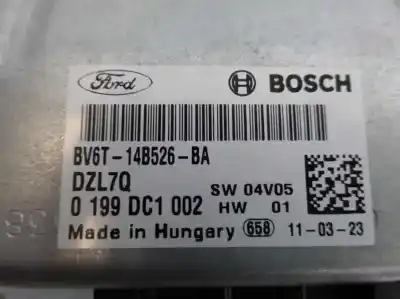 Ford BOSCH
BV6T-14B526-BA
DZL7Q SW 04V05
0 199 DC1 002 HW 01
Made in Hungary 658 11-03-23